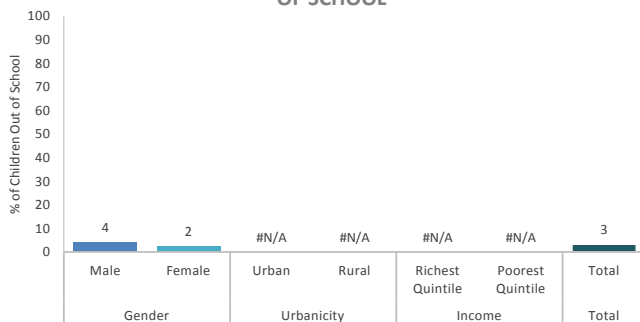 OF SCHOOL
% of Children Out of School
100
90
80
70
60
50
40
30
20
10
0
4
2
#N/A
#N/A
#N/A
#N/A
3
Male
Female
Urban
Rural
Richest
Quintile
Poorest
Quintile
Total
Gender
Urbanicity
Income
Total